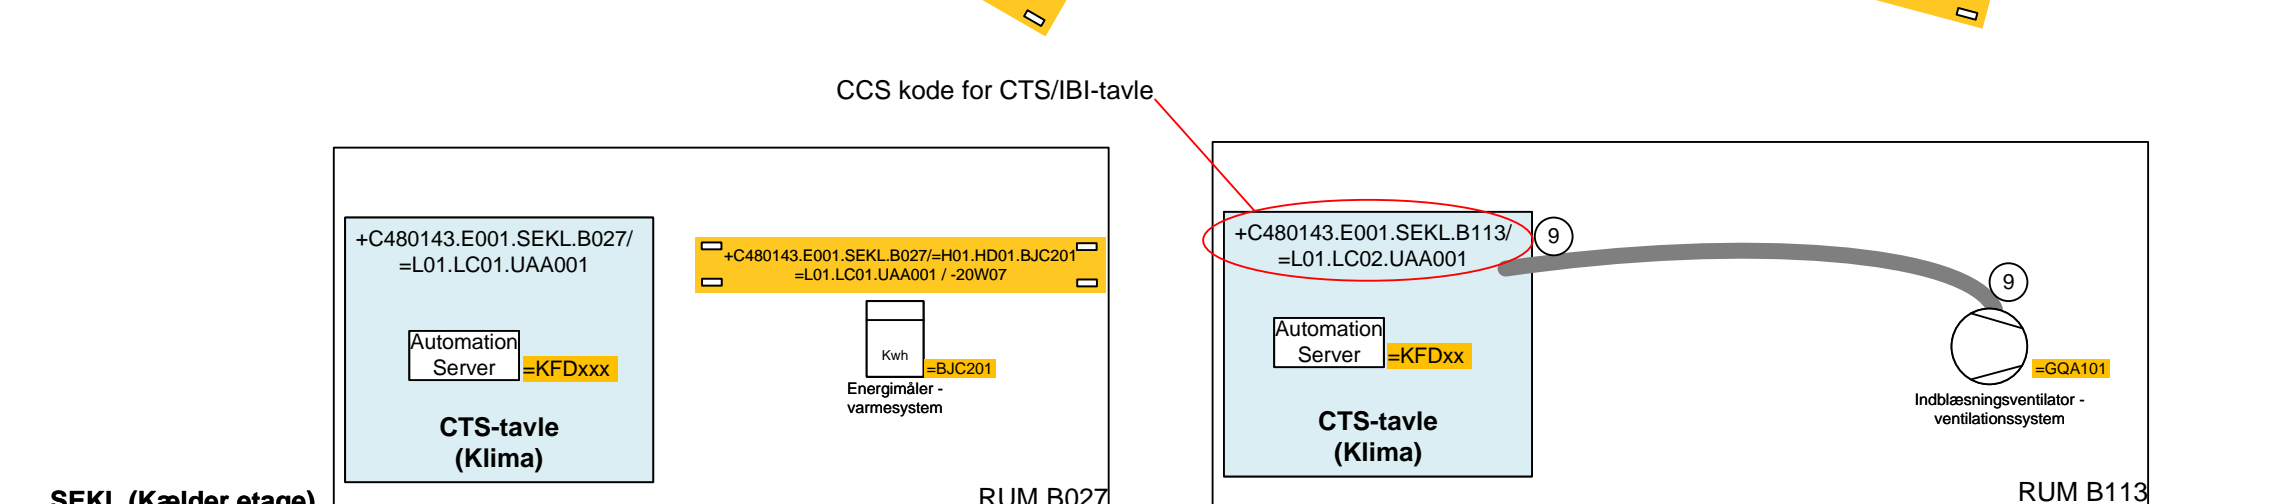 CCS kode for CTS/IBI-tavle
+C480143.E001.SEKL.B027/
=L01.LC01.UAA001
Automation
Server
=KFDxxx
CTS-tavle
(Klima)
+C480143.E001.SEKL.B027/=H01.HD01.BJC201
=L01.LC01.UAA001 / -20W07
Kwh
=BJC201
Energimåler -
varmesystem
RUM B027
+C480143.E001.SEKL.B113/
=L01.LC02.UAA001
9
Automation
Server
=KFDxx
CTS-tavle
(Klima)
9
=GQA101
Indblæsningsventilator -
ventilationssystem
RUM B113
SEKL (Kælder etage)